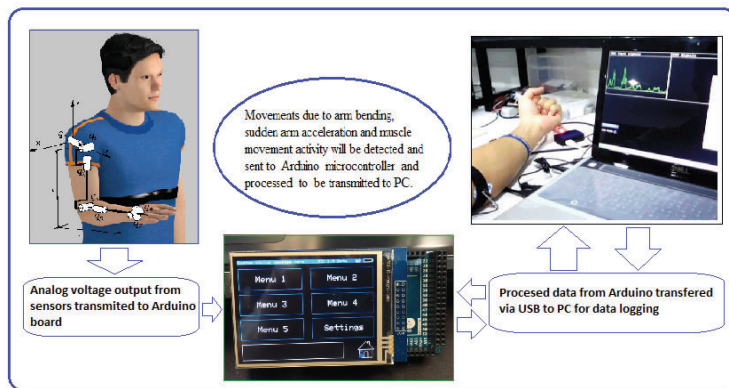 Movements due to arm bending,
sudden arm acceleration and muscle
movement activity will be detected and
sent to Arduino microcontroller and
processed to be transmitted to PC.
DELL
Analog voltage output from
sensors transmited to Arduino
board
Menu 1
Menu 2
Menu 3
Menu 4
Menu 5
Settings
Procesed data from Arduino transfered
via USB to PC for data logging